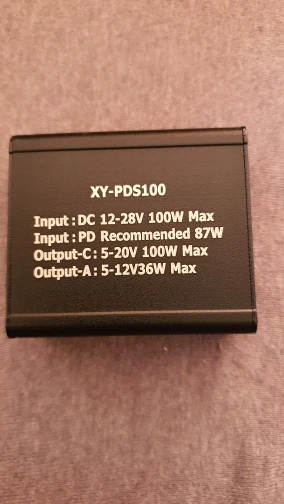 XY-PDS100
Input : DC 12-28V 100W Max
Input : PD Recommended 87W
Output-C : 5-20V 100W Max
Output-A : 5-12V36W Max